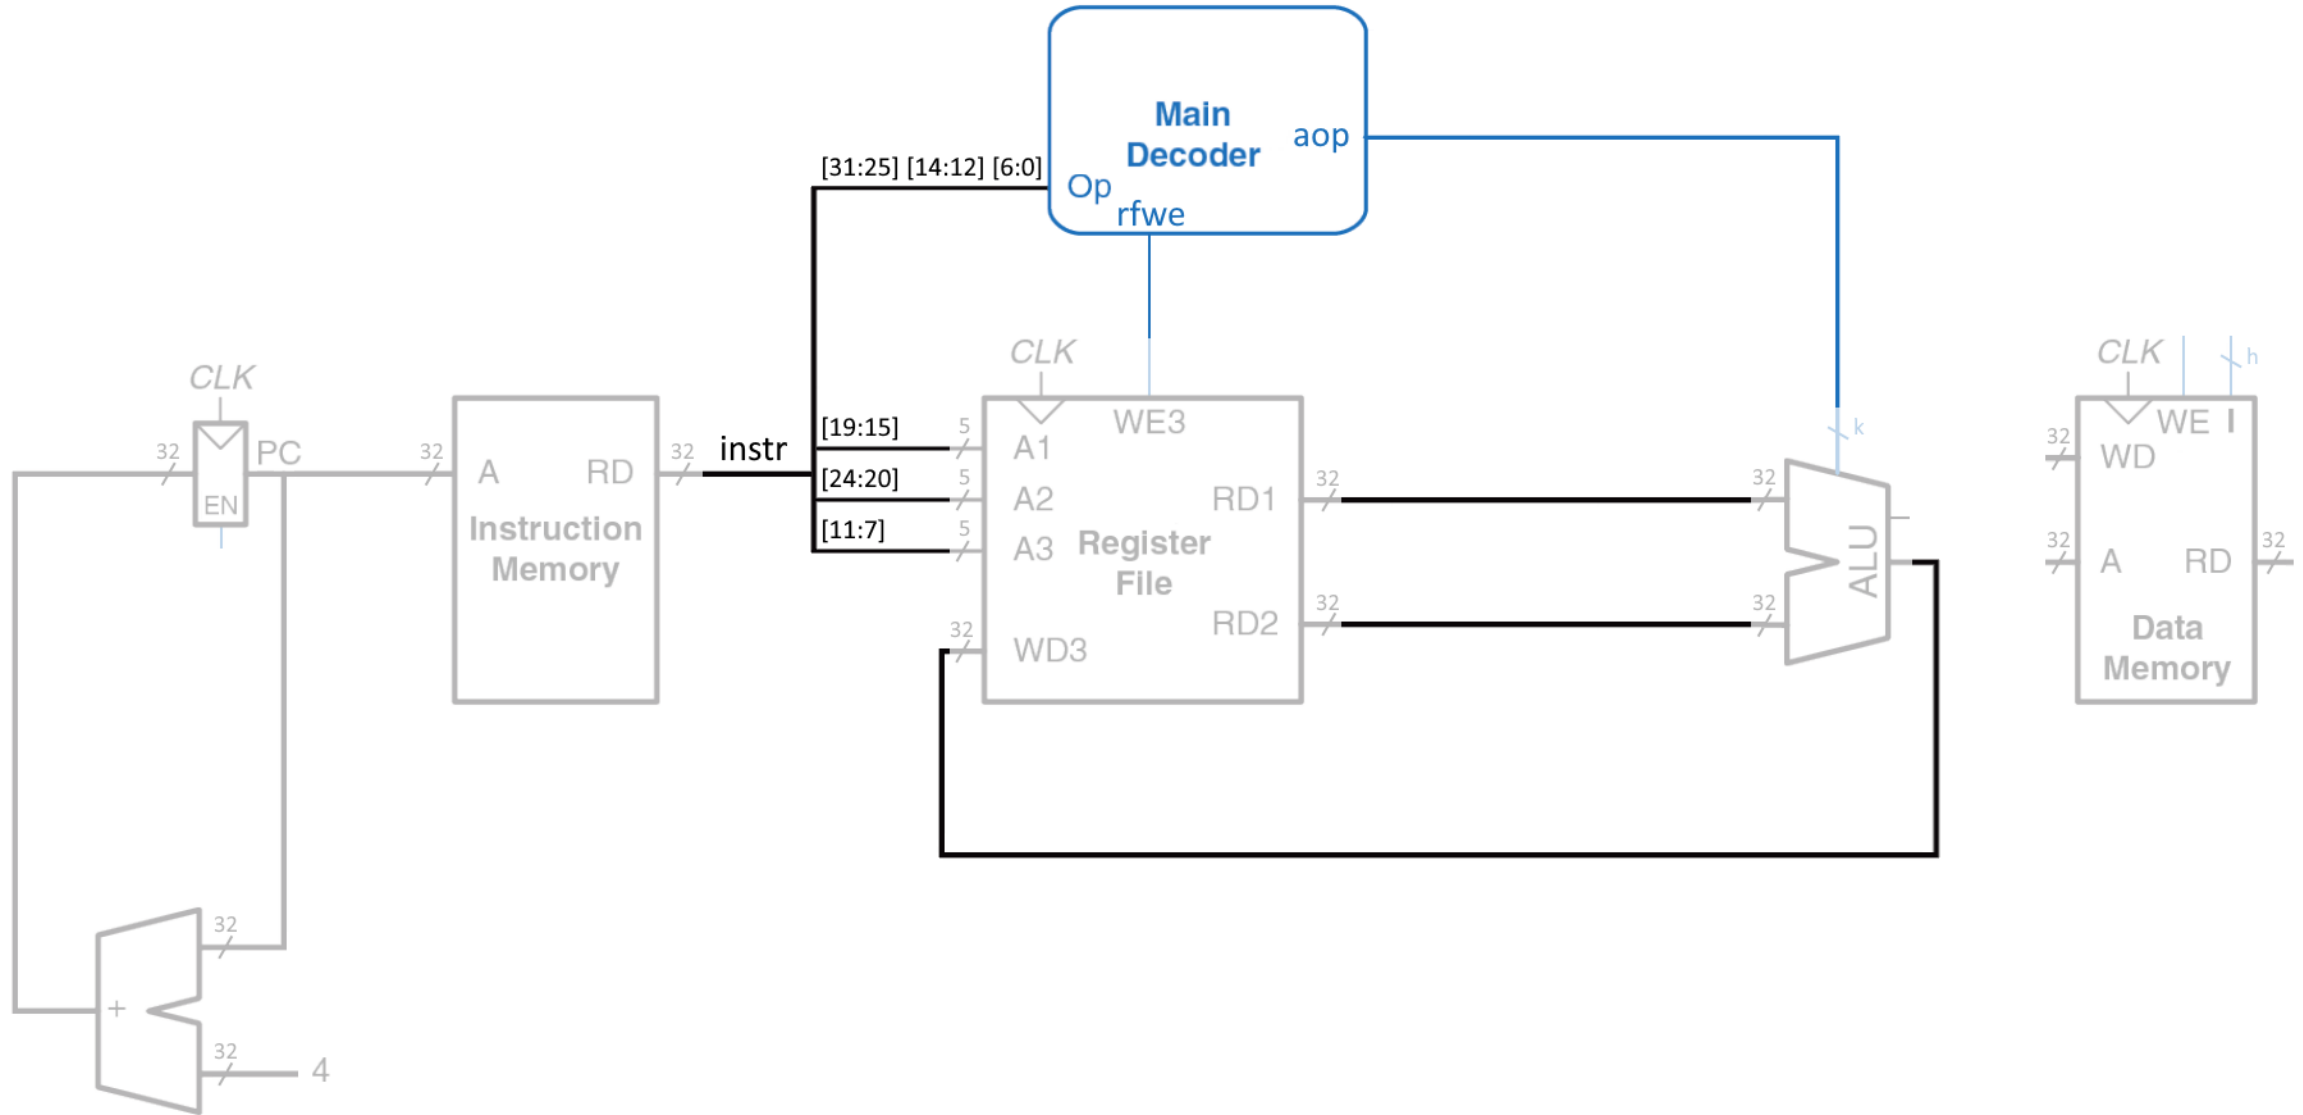 Main
Decoder
aop
[31:25] [14:12] [6:0]
Op
rfwe
CLK
CLK
CLK
h
WE3
WE I
PC
32
32
A
RD
32
instr
EN
Instruction
Memory
[19:15]
5
A1
[24:20]
5
A2
[11:7]
5
A3
32
WD3
RD1
32
Register
File
RD2
32
k
32
32
ALU
32
WD
32
A
RD
32
Data
Memory
32
+
32
4